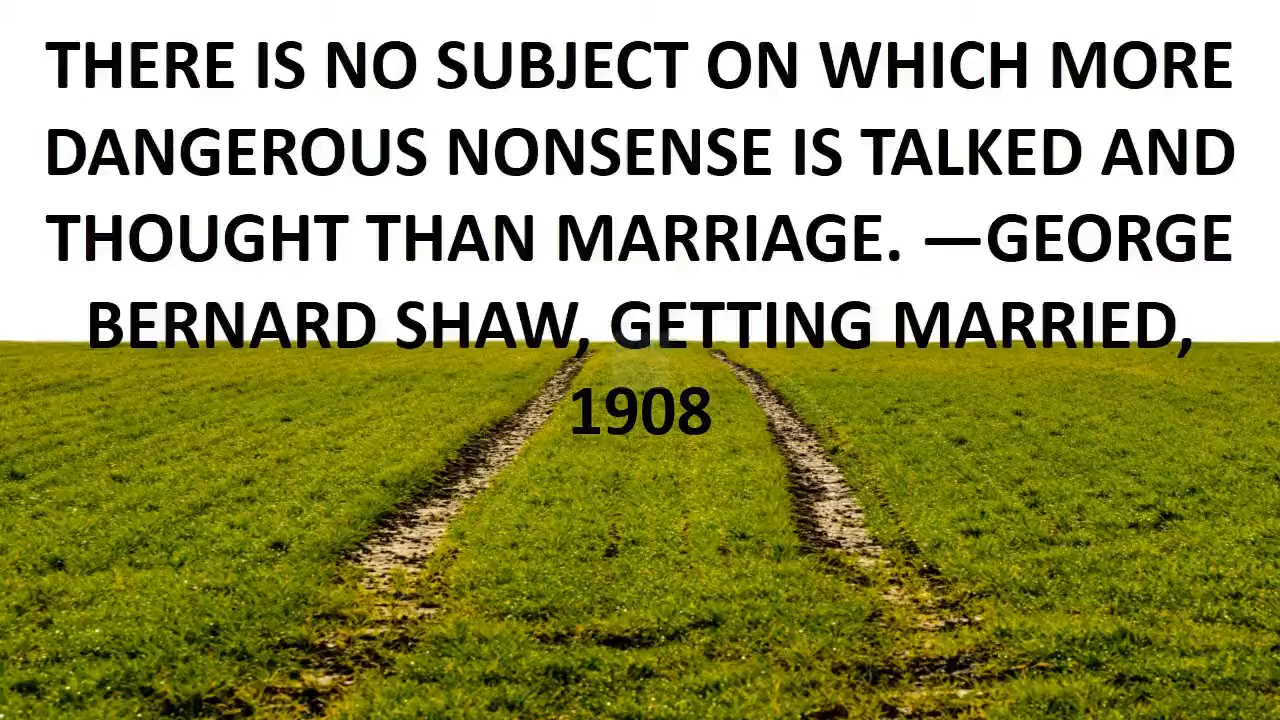 THERE IS NO SUBJECT ON WHICH MORE
DANGEROUS NONSENSE IS TALKED AND
THOUGHT THAN MARRIAGE. —GEORGE
BERNARD SHAW, GETTING MARRIED,
1908